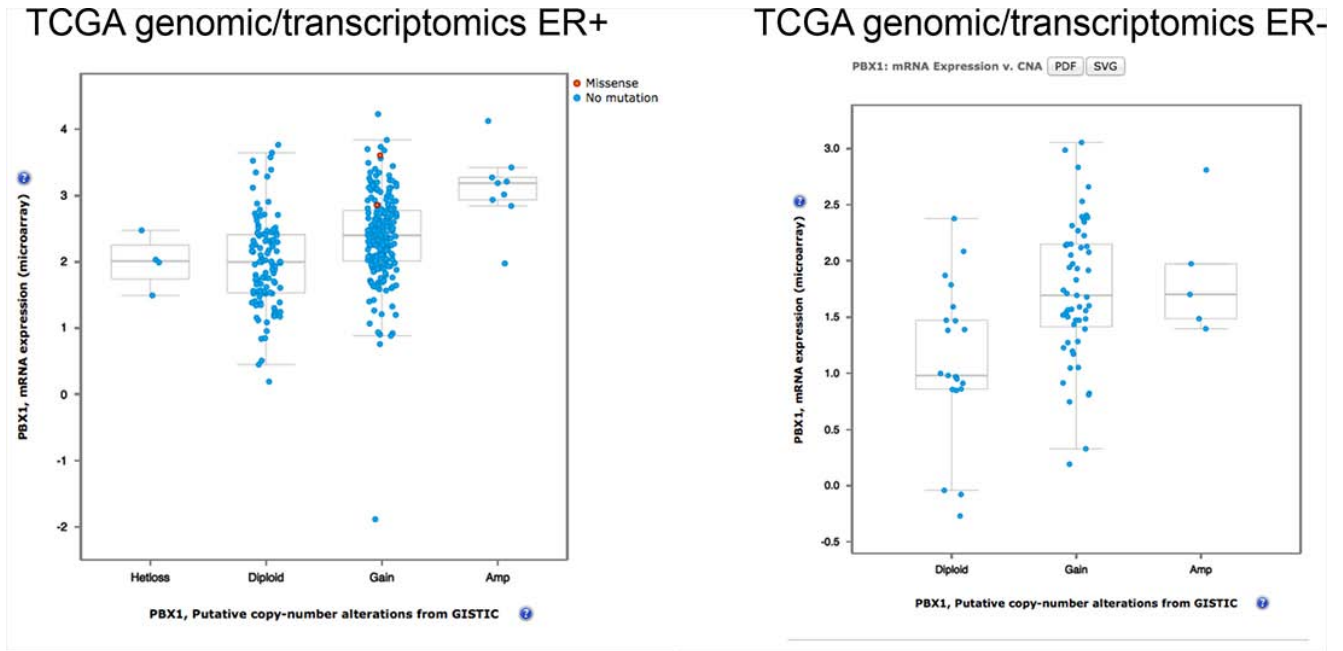 TCGA genomic/transcriptomics ER+
Missense
No mutation
4
3
2
1
0
-1
-2
PBX1, mRNA expression (microarray) ?
Hetloss Diploid Gain Amp
PBX1, Putative copy-number alterations from GISTIC ?
TCGA genomic/transcriptomics ER-
PBX1: mRNA Expression v. CNA PDF SVG
3.0
2.5
2.0
1.5
1.0
0.5
0.0
-0.5
PBX1, mRNA expression (microarray) ?
Diploid Gain Amp
PBX1, Putative copy-number alterations from GISTIC ?